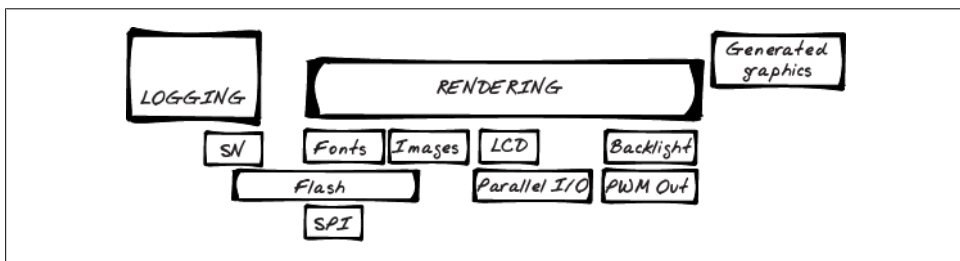 Generated
graphics
LOGGING
RENDERING
SN
Fonts
Images
LCD
Backlight
Flash
Parallel I/O
PWM Out
SPI